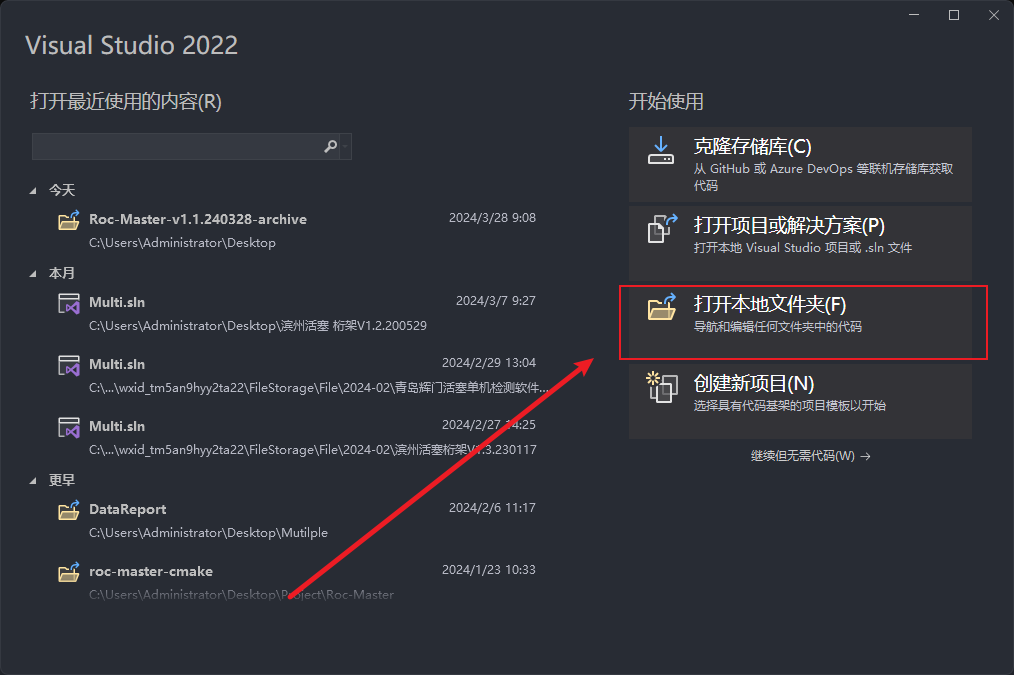 Visual Studio 2022
打开最近使用的内容(R)
今天
Roc-Master-v1.1.240328-archive
2024/3/28 9:08
C:\Users\Administrator\Desktop
本月
Multi.sln
2024/3/7 9:27
C:\Users\Administrator\Desktop\滨州活塞 桁架V1.2.200529
Multi.sln
2024/2/29 13:04
C:\...\wxid_tm5an9hyy2ta22\FileStorage\File\2024-02\青岛辉门活塞单机检测软件...
Multi.sln
2024/2/27 14:25
C:\...\wxid_tm5an9hyy2ta22\FileStorage\File\2024-02\滨州活塞桁架V1.3.230117
更早
DataReport
2024/2/6 11:17
C:\Users\Administrator\Desktop\Mutilple
roc-master-cmake
2024/1/23 10:33
C:\Users\Administrator\Desktop\Project\Roc-Master
开始使用
克隆存储库(C)
从 GitHub 或 Azure DevOps 等联机存储库获取
代码
打开项目或解决方案(P)
打开本地 Visual Studio 项目或 .sln 文件
打开本地文件夹(F)
导航和编辑任何文件夹中的代码
创建新项目(N)
选择具有代码基架的项目模板以开始
继续但无需代码(W) →